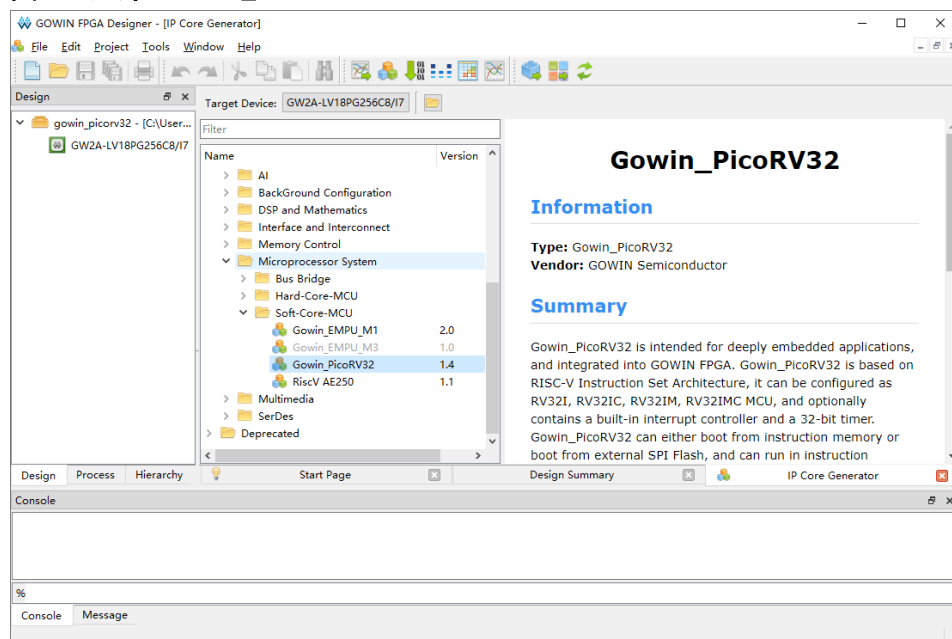 GOWIN FPGA Designer - [IP Core Generator]
File Edit Project Tools Window Help
Design
Target Device: GW2A-LV18PG256C8/I7
gowin_picorv32 - [C:\User...
GW2A-LV18PG256C8/I7
Filter
Name Version
AI
BackGround Configuration
DSP and Mathematics
Interface and Interconnect
Memory Control
Microprocessor System
Bus Bridge
Hard-Core-MCU
Soft-Core-MCU
Gowin_EMPU_M1 2.0
Gowin_EMPU_M3 1.0
Gowin_PicoRV32 1.4
RiscV AE250 1.1
Multimedia
SerDes
Deprecated
Gowin_PicoRV32
Information
Type: Gowin_PicoRV32
Vendor: GOWIN Semiconductor
Summary
Gowin_PicoRV32 is intended for deeply embedded applications,
and integrated into GOWIN FPGA. Gowin_PicoRV32 is based on
RISC-V Instruction Set Architecture, it can be configured as
RV32I, RV32IC, RV32IM, RV32IMC MCU, and optionally
contains a built-in interrupt controller and a 32-bit timer.
Gowin_PicoRV32 can either boot from instruction memory or
boot from external SPI Flash, and can run in instruction
Design Process Hierarchy
Start Page Design Summary IP Core Generator
Console
%
Console Message